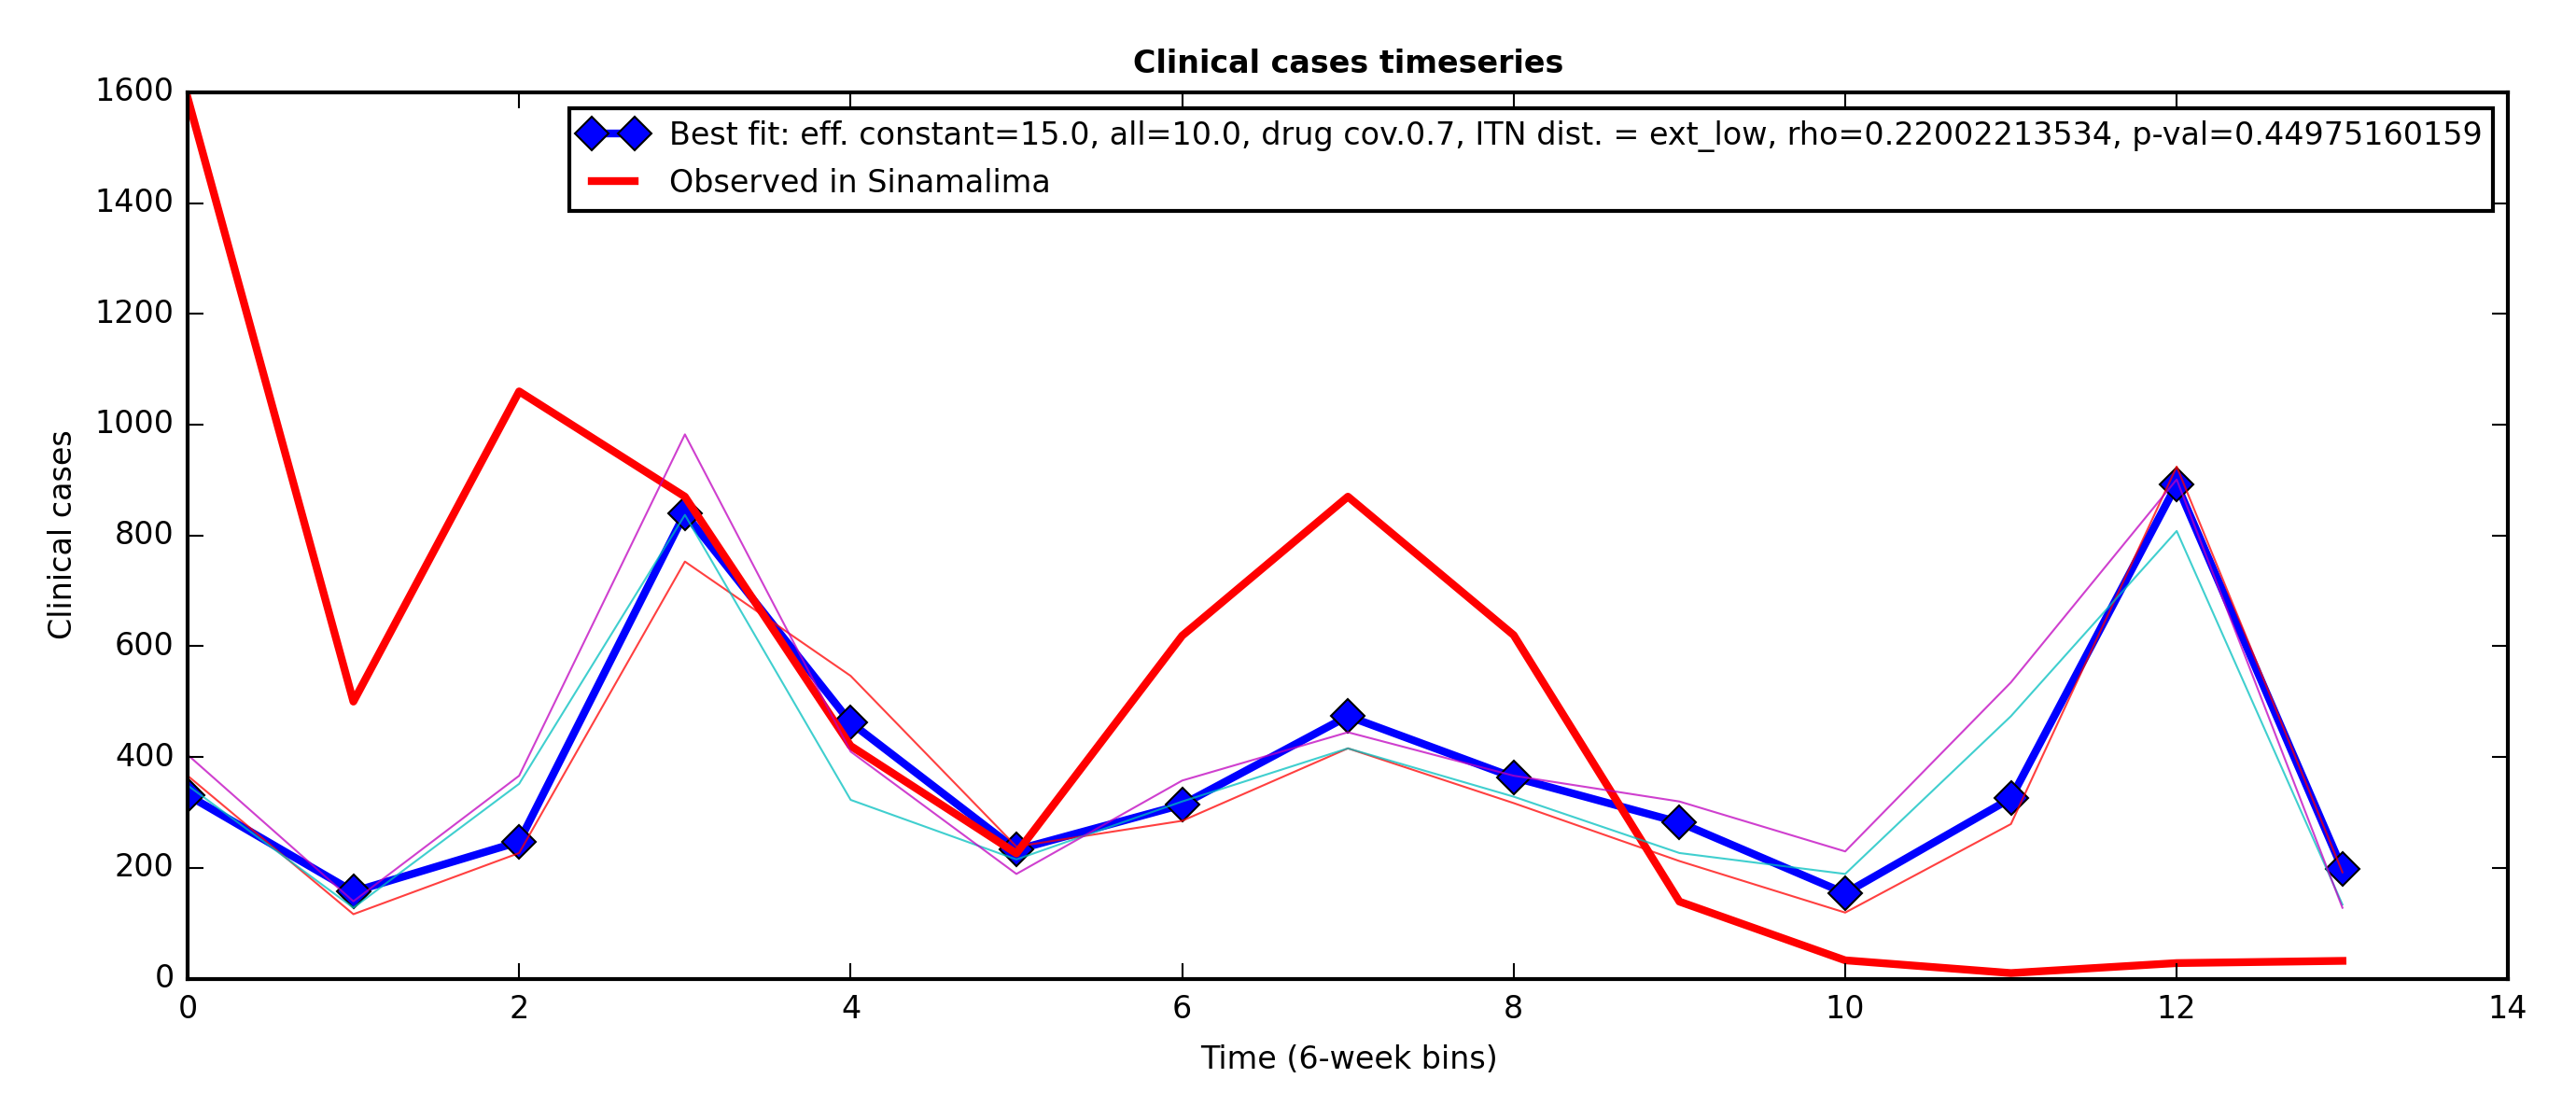 Clinical cases timeseries
Best fit: eff. constant=15.0, all=10.0, drug cov.0.7, ITN dist. = ext_low, rho=0.22002213534, p-val=0.44975160159
Observed in Sinamalima
1600
1400
1200
1000
800
600
400
200
0
Clinical cases
0 2 4 6 8 10 12 14
Time (6-week bins)